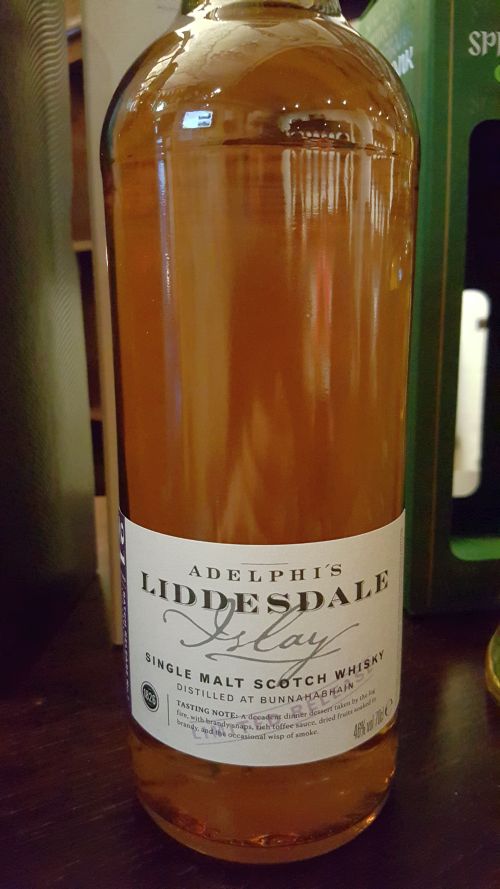 ADELPHI'S
LIDDESDALE
Islay
SINGLE MALT SCOTCH WHISKY
DISTILLED AT BUNNAHABHAIN
TASTING NOTE: A decadent dinner dessert taken by the log
fire, with brandy snaps, rich toffee sauce, dried fruits soaked in
brandy, and the occasional wisp of smoke.
LIMITED RELEASE
46% vol 70cl